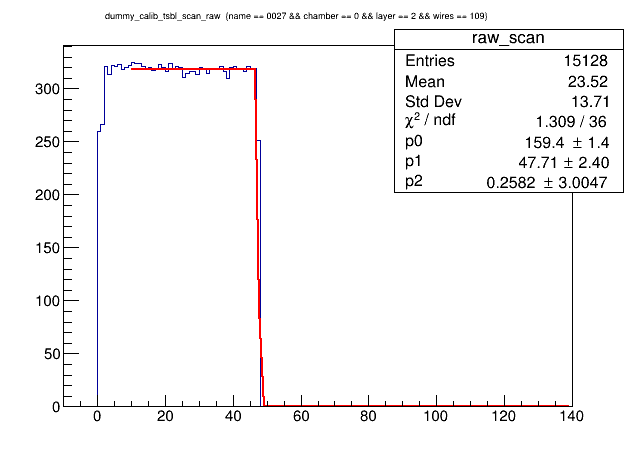 dummy_calib_tsbl_scan_raw {name == 0027 && chamber == 0 && layer == 2 && wires == 109}
raw_scan
Entries 15128
Mean 23.52
Std Dev 13.71
χ² / ndf 1.309 / 36
p0 159.4 ± 1.4
p1 47.71 ± 2.40
p2 0.2582 ± 3.0047
300
250
200
150
100
50
0
0 20 40 60 80 100 120 140